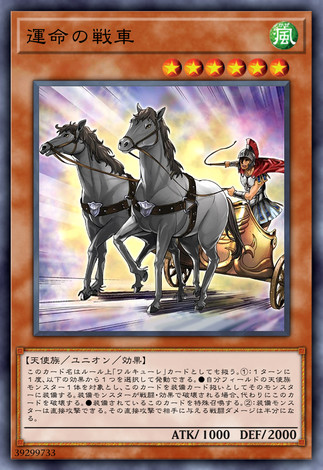 運命の戦車
風
【天使族／ユニオン／効果】
このカード名はルール上「ワルキューレ」カードとしても扱う。①：１ターンに
１度、以下の効果から１つを選択して発動できる。●自分フィールドの天使族
モンスター１体を対象とし、このカードを装備カード扱いとしてそのモンスタ
ーに装備する。装備モンスターが戦闘・効果で破壊される場合、代わりにこのカ
ードを破壊する。●装備されているこのカードを特殊召喚する。②：装備モンス
ターは直接攻撃できる。その直接攻撃で相手に与える戦闘ダメージは半分にな
る。
ATK/1000 DEF/2000
39299733